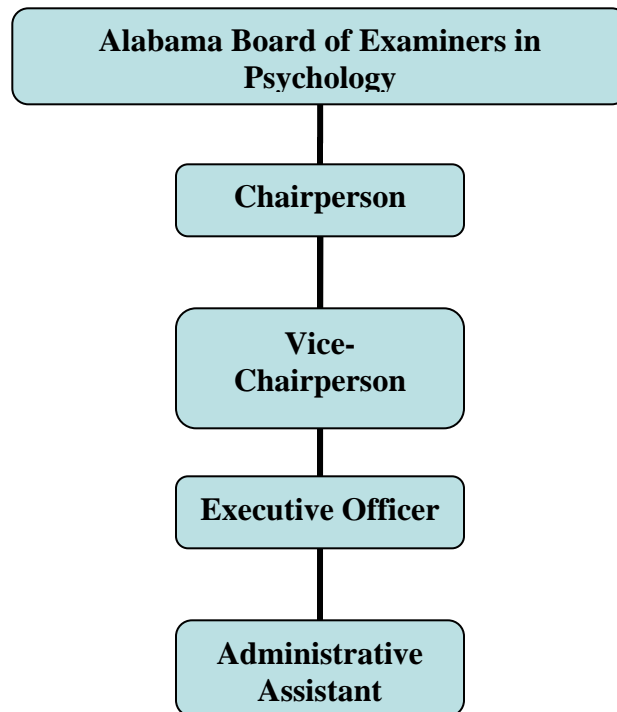 Alabama Board of Examiners in
Psychology
Chairperson
Vice-
Chairperson
Executive Officer
Administrative
Assistant